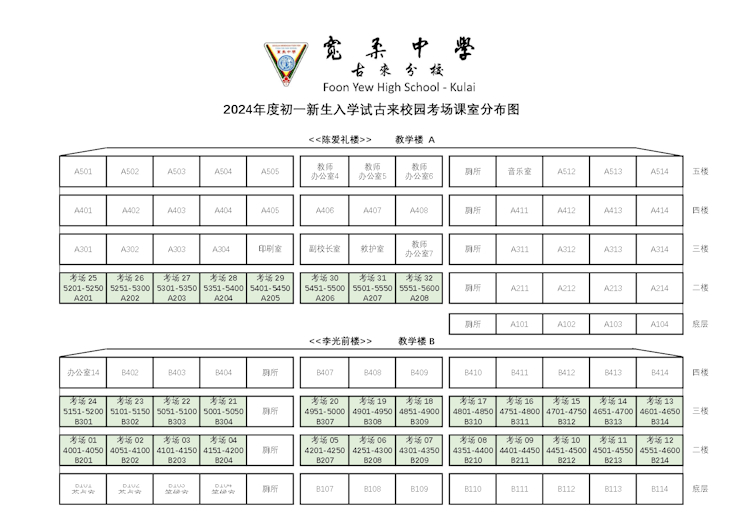 寬柔中學
古來分校
Foon Yew High School - Kulai
2024年度初一新生入学试古来校园考场课室分布图
<<陈爱礼楼>> 教学楼 A
A501 A502 A503 A504 A505 教师办公室4 教师办公室5 教师办公室6 厕所 音乐室 A512 A513 A514 五楼
A401 A402 A403 A404 A405 A406 A407 A408 厕所 A411 A412 A413 A414 四楼
A301 A302 A303 A304 印刷室 副校长室 救护室 教师办公室7 厕所 A311 A312 A313 A314 三楼
考场 25 考场 26 考场 27 考场 28 考场 29 考场 30 考场 31 考场 32
5201-5250 5251-5300 5301-5350 5351-5400 5401-5450 5451-5500 5501-5550 5551-5600 厕所 A211 A212 A213 A214 二楼
A201 A202 A203 A204 A205 A206 A207 A208
厕所 A101 A102 A103 A104 底层
<<李光前楼>> 教学楼 B
办公室14 B402 B403 B404 厕所 B407 B408 B409 B410 B411 B412 B413 B414 四楼
考场 24 考场 23 考场 22 考场 21 考场 20 考场 19 考场 18 考场 17 考场 16 考场 15 考场 14 考场 13
5151-5200 5101-5150 5051-5100 5001-5050 厕所 4951-5000 4901-4950 4851-4900 4801-4850 4751-4800 4701-4750 4651-4700 4601-4650 三楼
B301 B302 B303 B304 B307 B308 B309 B310 B311 B312 B313 B314
考场 01 考场 02 考场 03 考场 04 考场 05 考场 06 考场 07 考场 08 考场 09 考场 10 考场 11 考场 12
4001-4050 4051-4100 4101-4150 4151-4200 厕所 4201-4250 4251-4300 4301-4350 4351-4400 4401-4450 4451-4500 4501-4550 4551-4600 二楼
B201 B202 B203 B204 B207 B208 B209 B210 B211 B212 B213 B214
B101 B102 B103 B104
厕所 B107 B108 B109 B110 B111 B112 B113 B114 底层